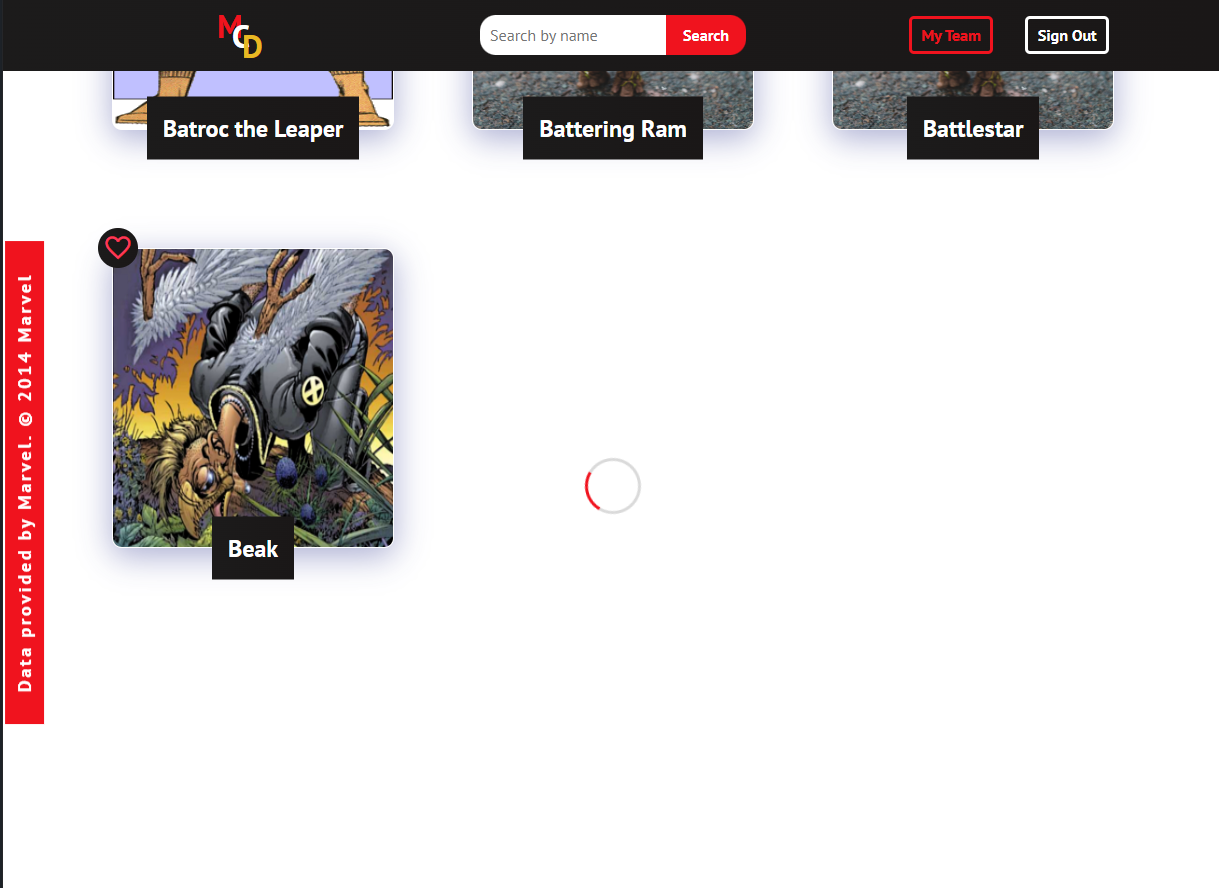 MCD
Search by name
Search
My Team
Sign Out
Batroc the Leaper
Battering Ram
Battlestar
Data provided by Marvel. © 2014 Marvel
Beak